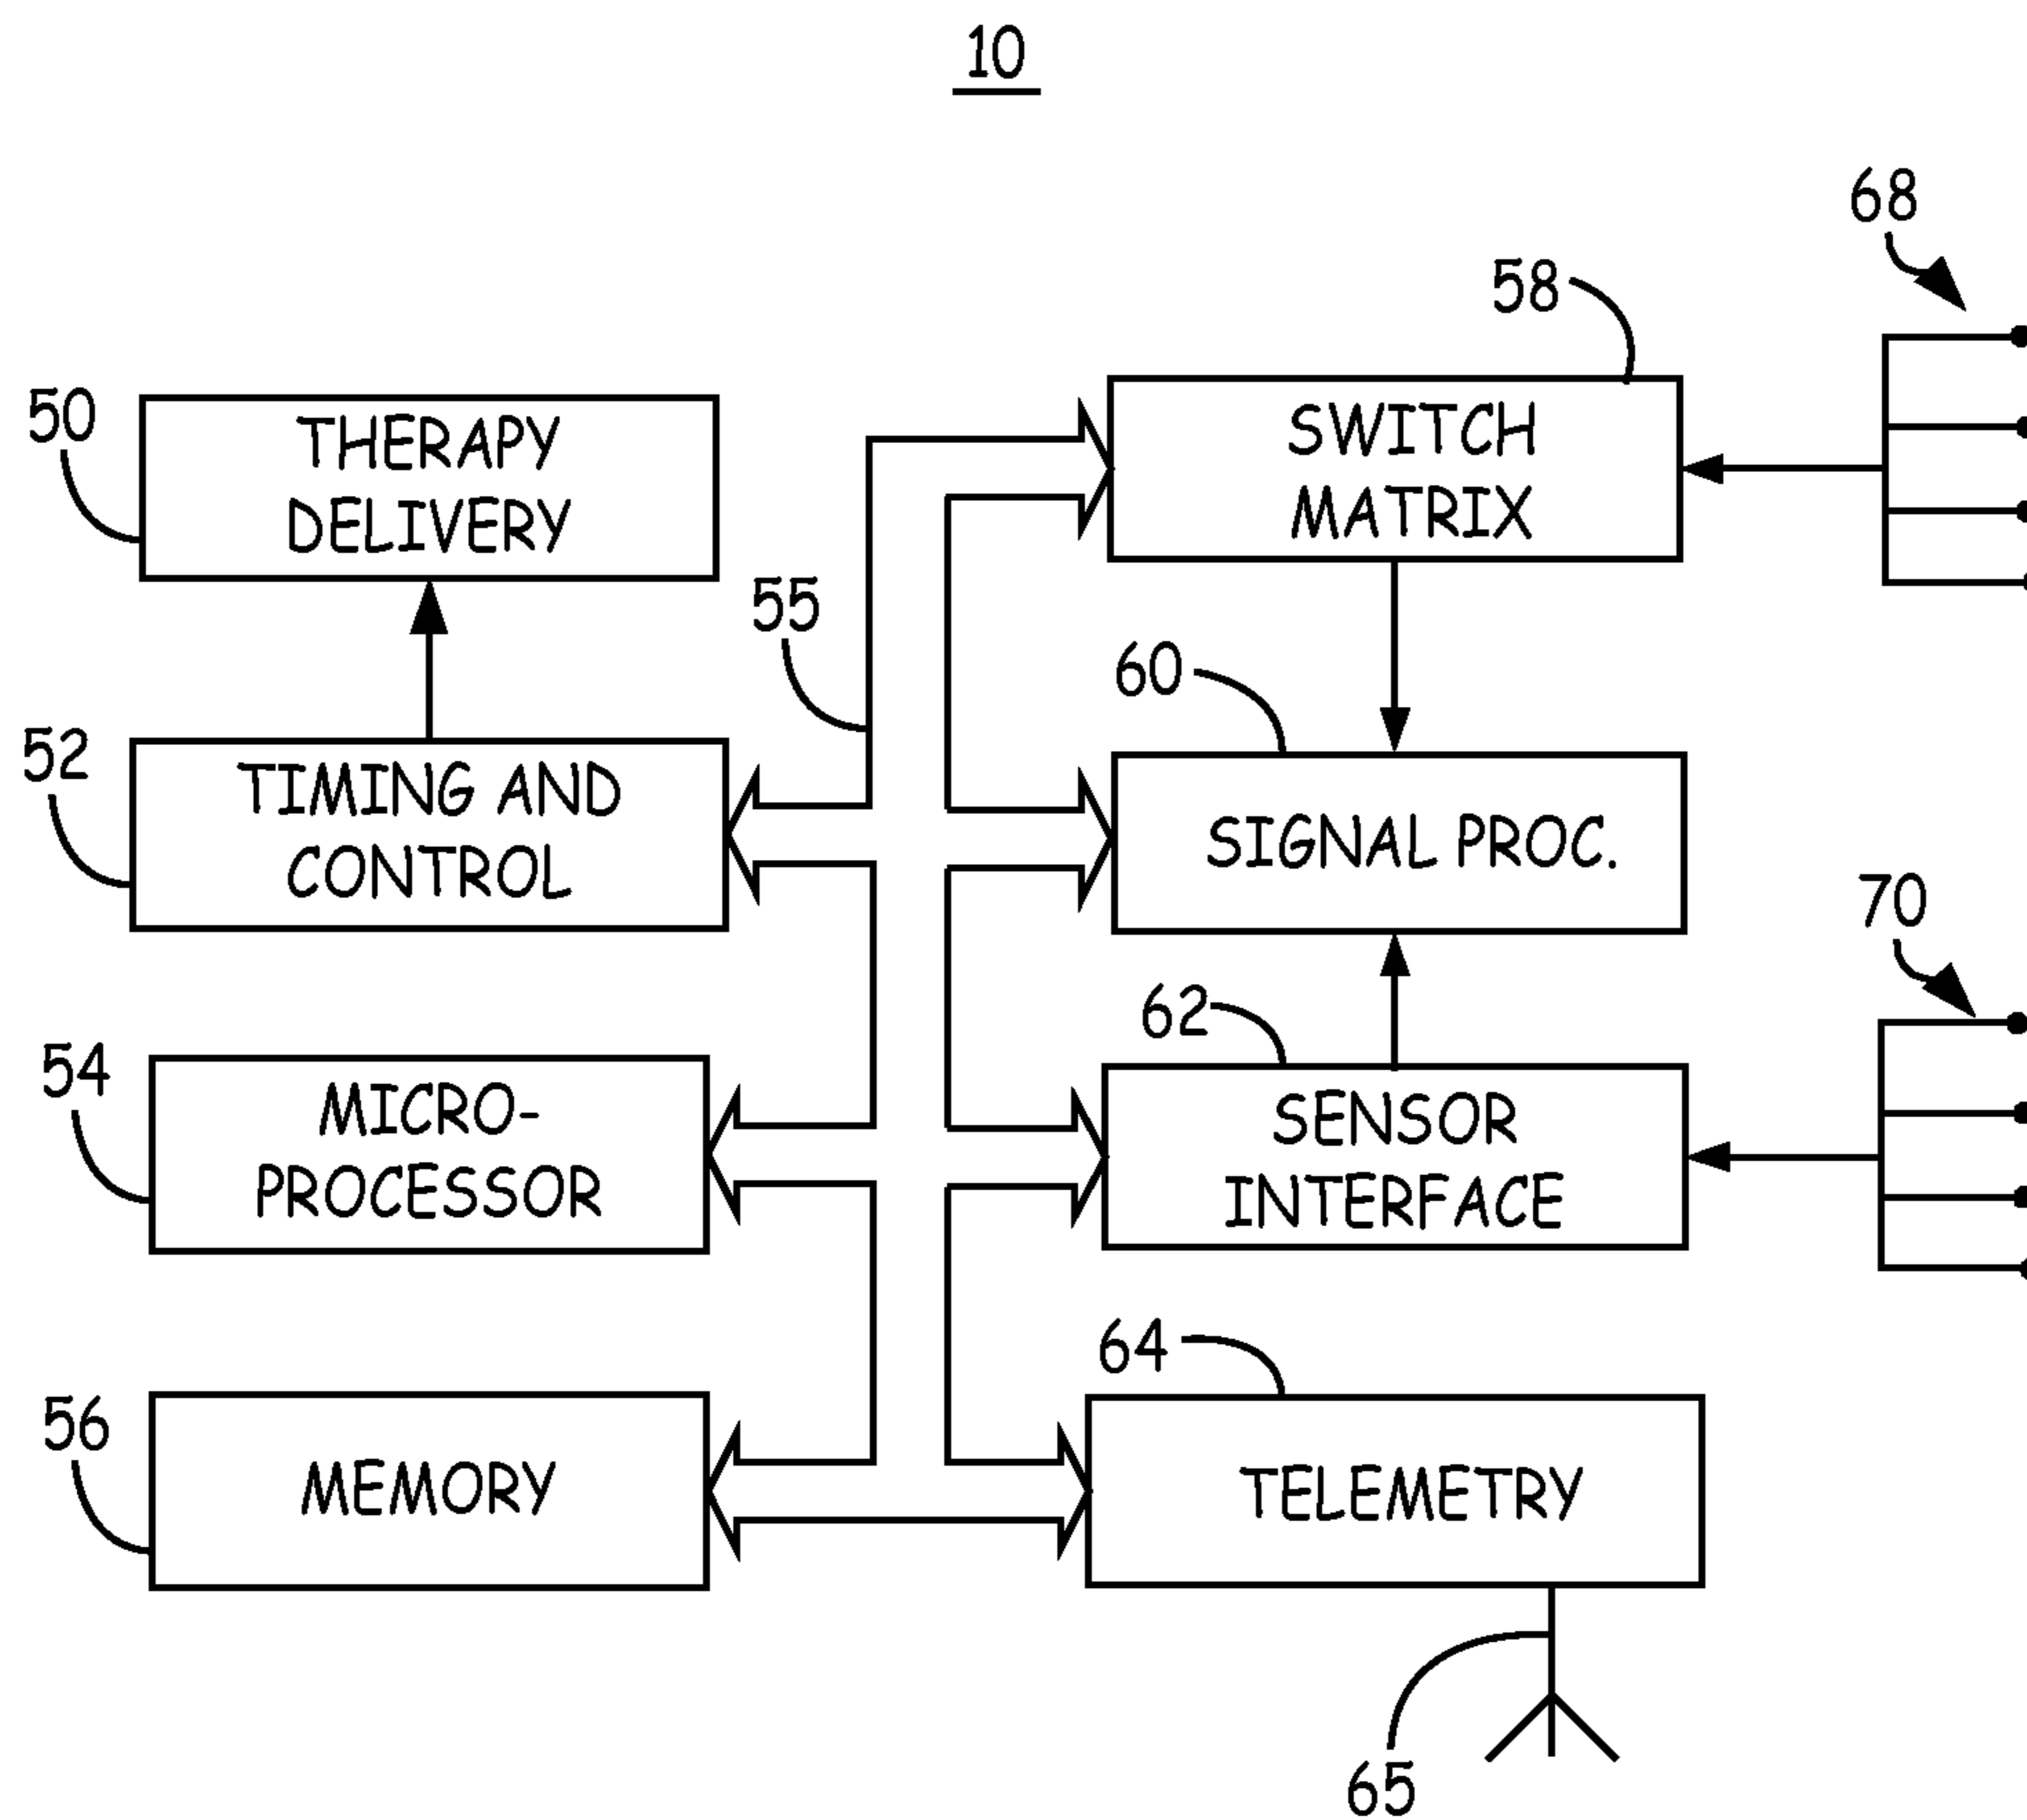 10
68
58
50
THERAPY
DELIVERY
SWITCH
MATRIX
55
60
52
TIMING AND
CONTROL
SIGNAL PROC.
70
62
54
MICRO-
PROCESSOR
SENSOR
INTERFACE
64
56
MEMORY
TELEMETRY
65